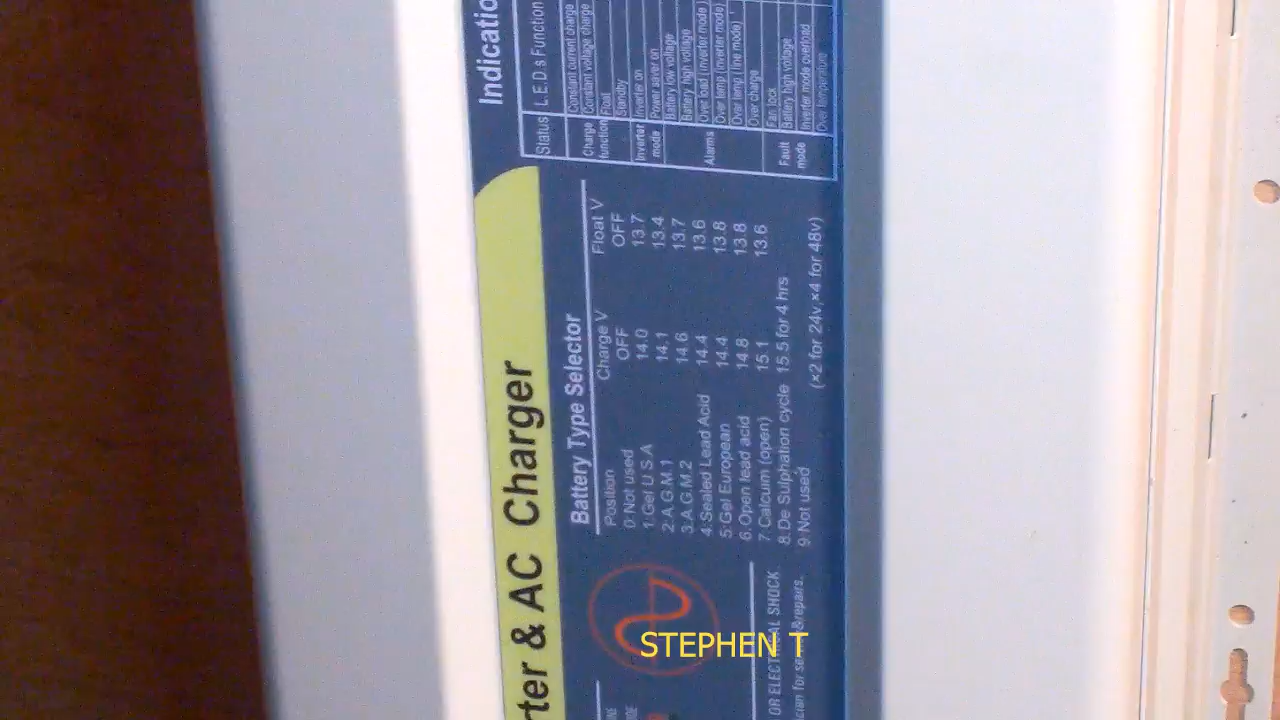 rter & AC Charger
Battery Type Selector
Position Charge V Float V
0.Not used OFF OFF
1.Gel U.S.A 14.0 13.7
2.A.G.M.1 14.1 13.4
3.A.G.M.2 14.6 13.7
4.Sealed Lead Acid 14.4 13.6
5.Gel European 14.4 13.8
6.Open lead acid 14.8 13.8
7.Calcuim (open) 15.1 13.6
8.De Sulphation cycle 15.5 for 4 hrs
9.Not used
(×2 for 24v,×4 for 48v)
Indicatio
Status L.E.D s Function
Charge function
Constant current charge
Constant voltage charge
Float
Standby
Inverter mode
Inverter on
Power saver on
Alarms
Battery low voltage
Battery high voltage
Over load (inverter mode)
Over temp (inverter mode)
Over temp (line mode)
Over charge
Fault mode
Fan lock
Battery high voltage
Inverter mode overload
Over temperature
OR ELECTRICAL SHOCK
cian for &repairs.
STEPHEN T